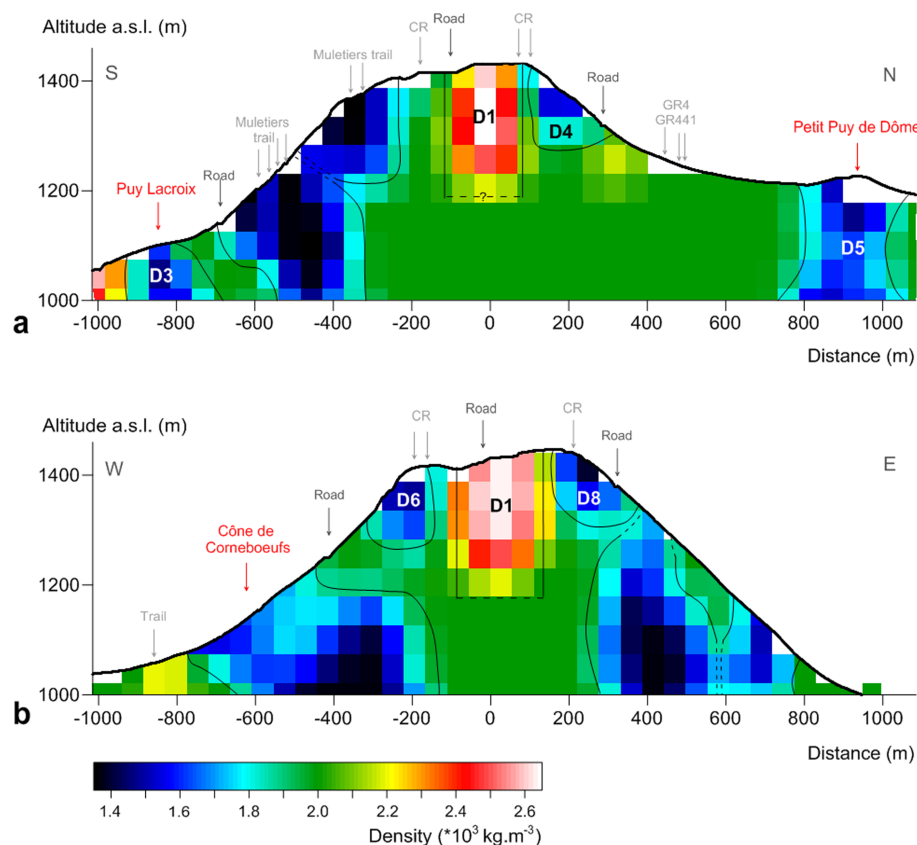 Altitude a.s.l. (m)
CR
Road
CR
S
N
Muletiers trail
Road
1400
D1
GR4
GR441
Muletiers
trail
D4
Petit Puy de Dôme
Road
1200
Puy Lacroix
?
D3
D5
1000
a
-1000 -800 -600 -400 -200 0 200 400 600 800 1000
Distance (m)
Altitude a.s.l. (m)
CR
Road
CR
Road
W
E
1400
Road
D6
D1
D8
Cône de
Corneboeufs
1200
Trail
1000
b
-1000 -800 -600 -400 -200 0 200 400 600 800 1000
Distance (m)
1.4 1.6 1.8 2.0 2.2 2.4 2.6
Density (*10³ kg.m⁻³)